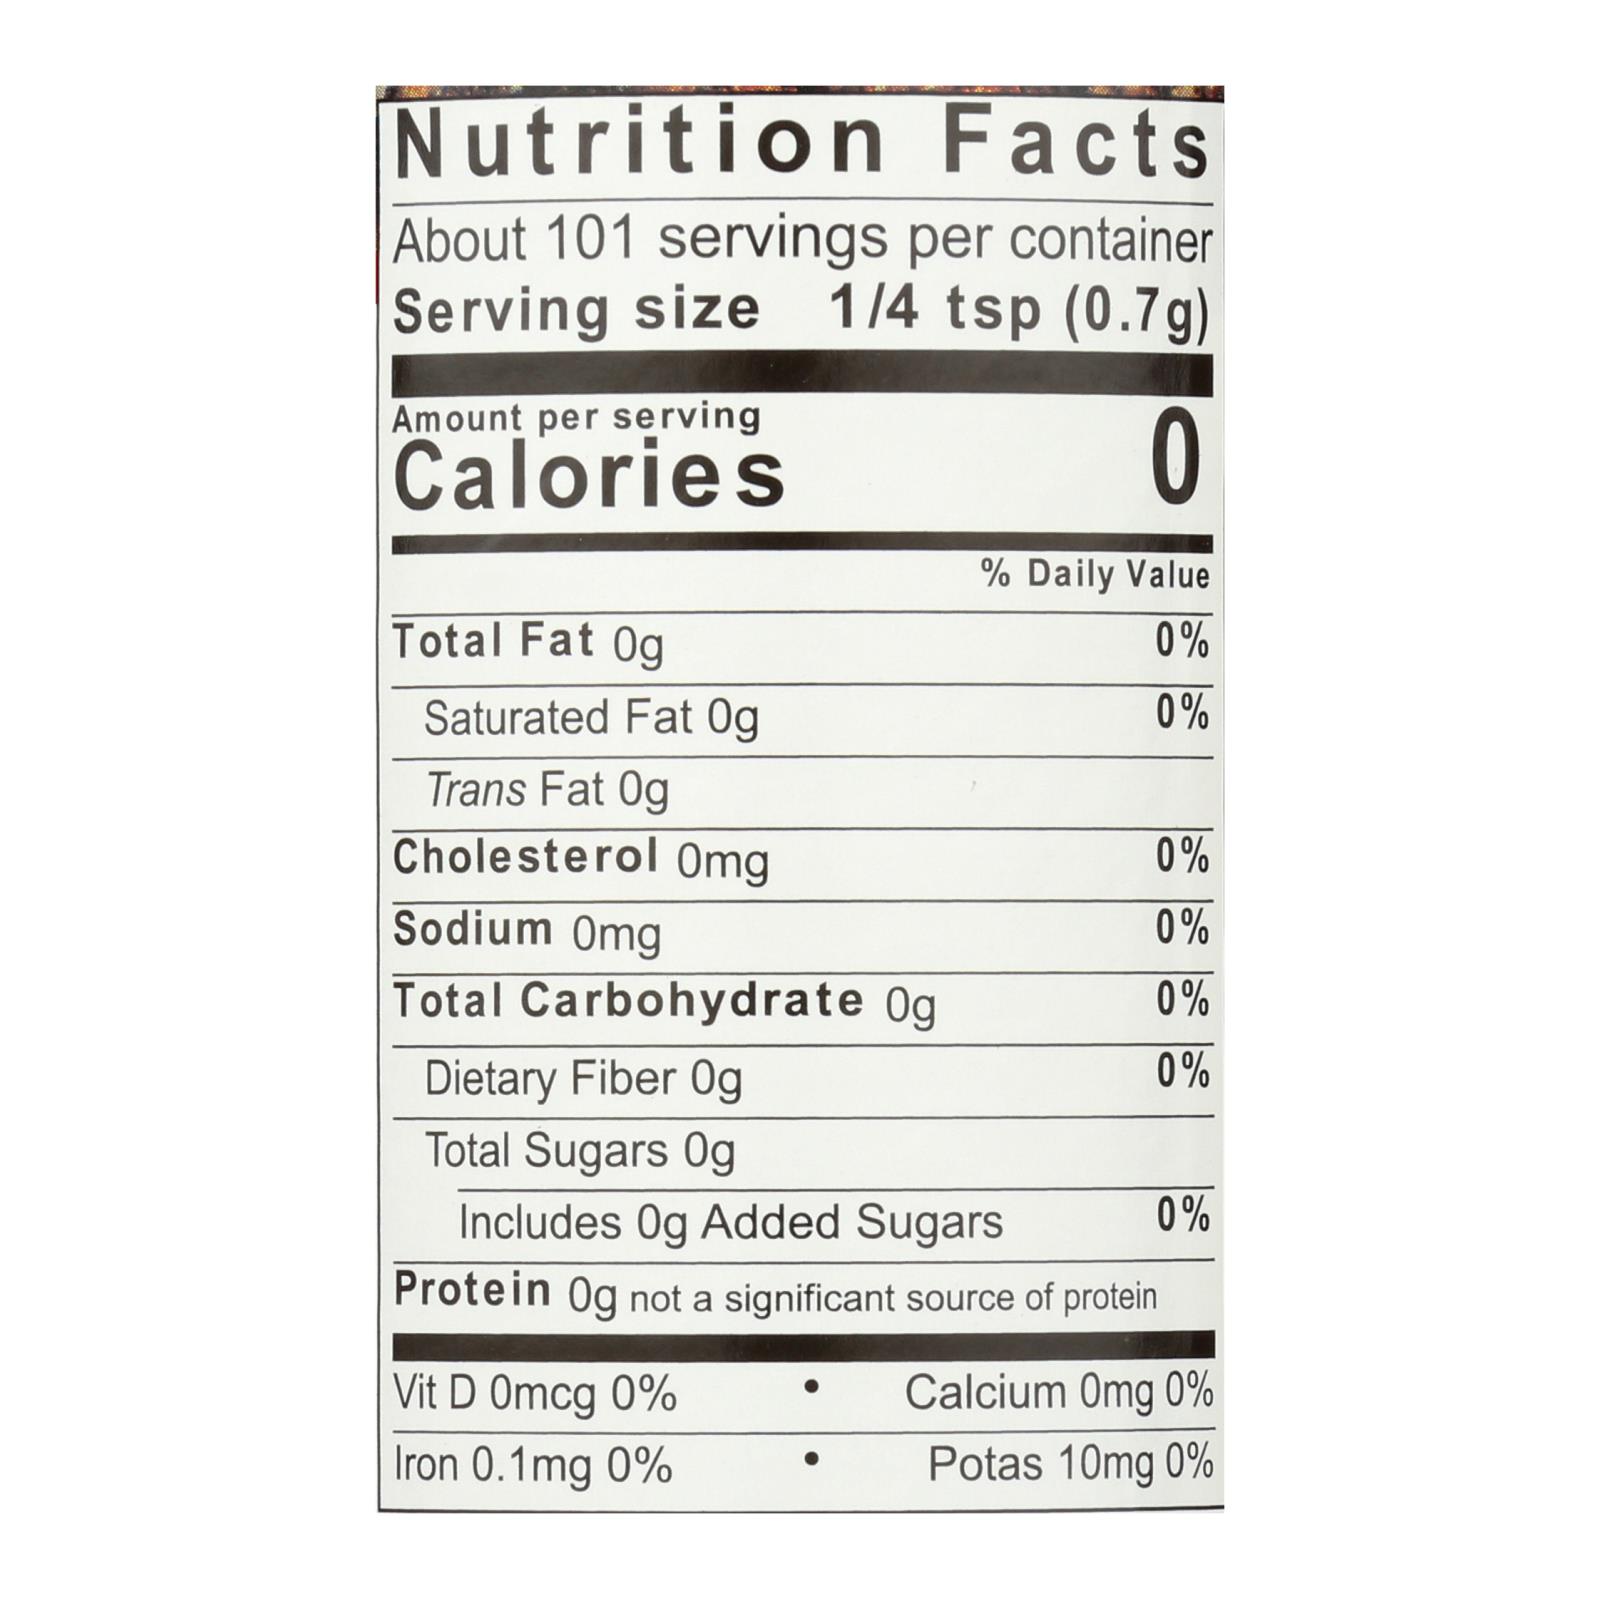 Nutrition Facts
About 101 servings per container
Serving size 1/4 tsp (0.7g)
Amount per serving
Calories 0
% Daily Value
Total Fat 0g 0%
Saturated Fat 0g 0%
Trans Fat 0g
Cholesterol 0mg 0%
Sodium 0mg 0%
Total Carbohydrate 0g 0%
Dietary Fiber 0g 0%
Total Sugars 0g
Includes 0g Added Sugars 0%
Protein 0g not a significant source of protein
Vit D 0mcg 0% • Calcium 0mg 0%
Iron 0.1mg 0% • Potas 10mg 0%